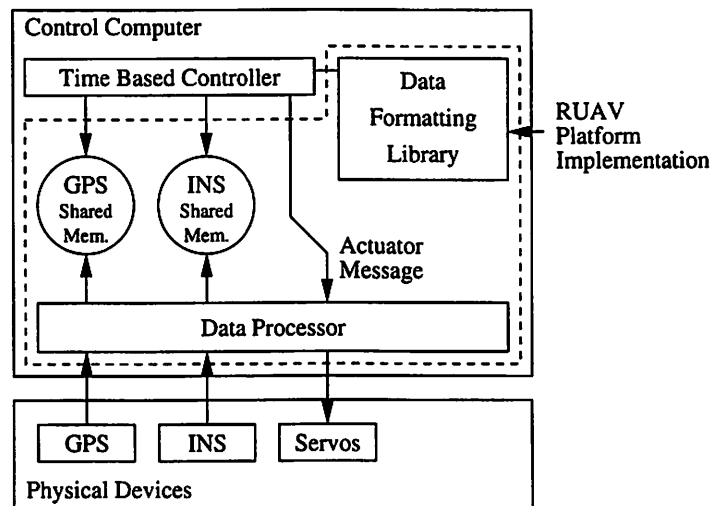 Control Computer
Time Based Controller
Data
Formatting
Library
RUAV
Platform
Implementation
GPS
Shared
Mem.
INS
Shared
Mem.
Actuator
Message
Data Processor
GPS
INS
Servos
Physical Devices